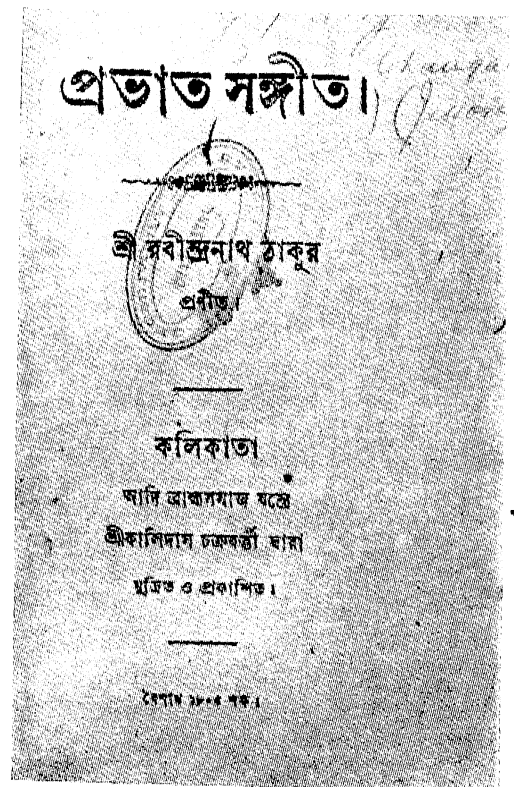 প্রভাত সঙ্গীত।
শ্রী রবীন্দ্রনাথ ঠাকুর
প্রণীত।
কলিকাতা
আদি ব্রাহ্মসমাজ যন্ত্রে
শ্রীকালিদাস চক্রবর্ত্তী দ্বারা
মুদ্রিত ও প্রকাশিত।
বৈশাখ ১৮০৫ শক।